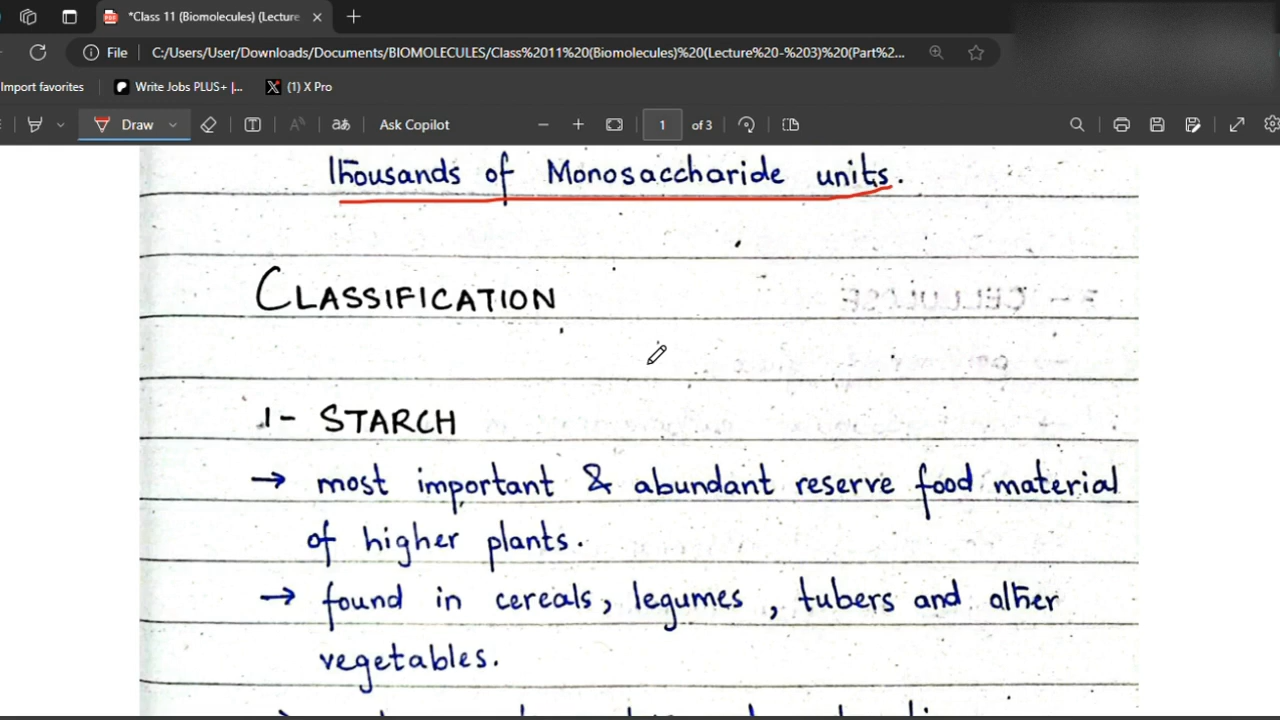 *Class 11 (Biomolecules) (Lecture
File C:/Users/User/Downloads/Documents/BIOMOLECULES/Class%2011%20(Biomolecules)%20(Lecture%20-%203)%20(Part%2...
Import favorites Write Jobs PLUS+ |... (1) X Pro
Draw aあ Ask Copilot 1 of 3
Thousands of Monosaccharide units.
CLASSIFICATION
1- STARCH
→ most important & abundant reserve food material
of higher plants.
→ found in cereals, legumes, tubers and other
vegetables.